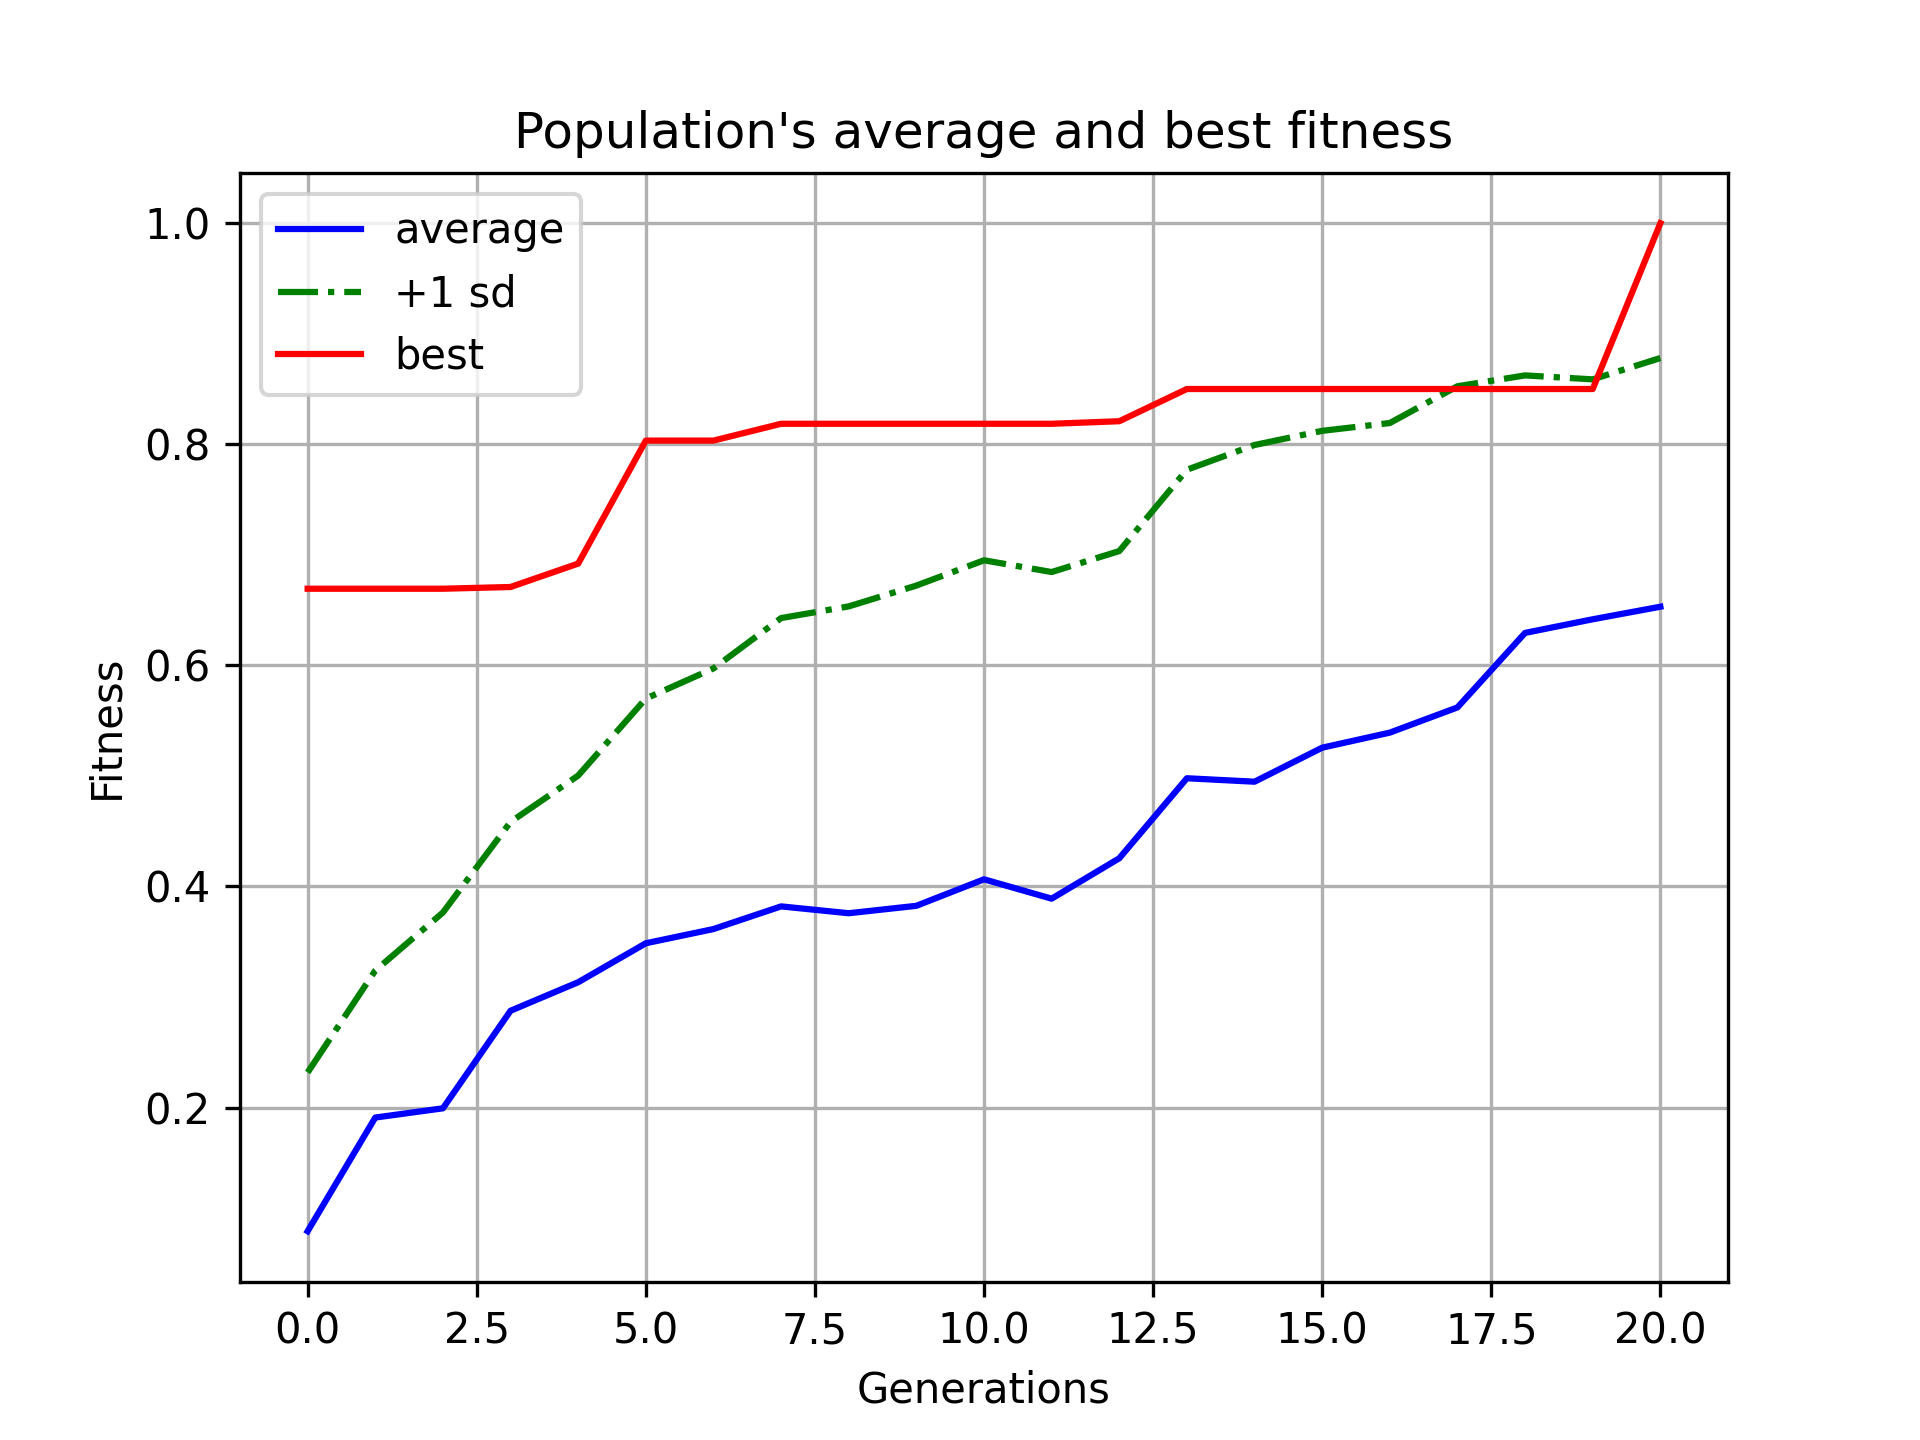 Population's average and best fitness
average
+1 sd
best
1.0
0.8
0.6
0.4
0.2
Fitness
0.0 2.5 5.0 7.5 10.0 12.5 15.0 17.5 20.0
Generations